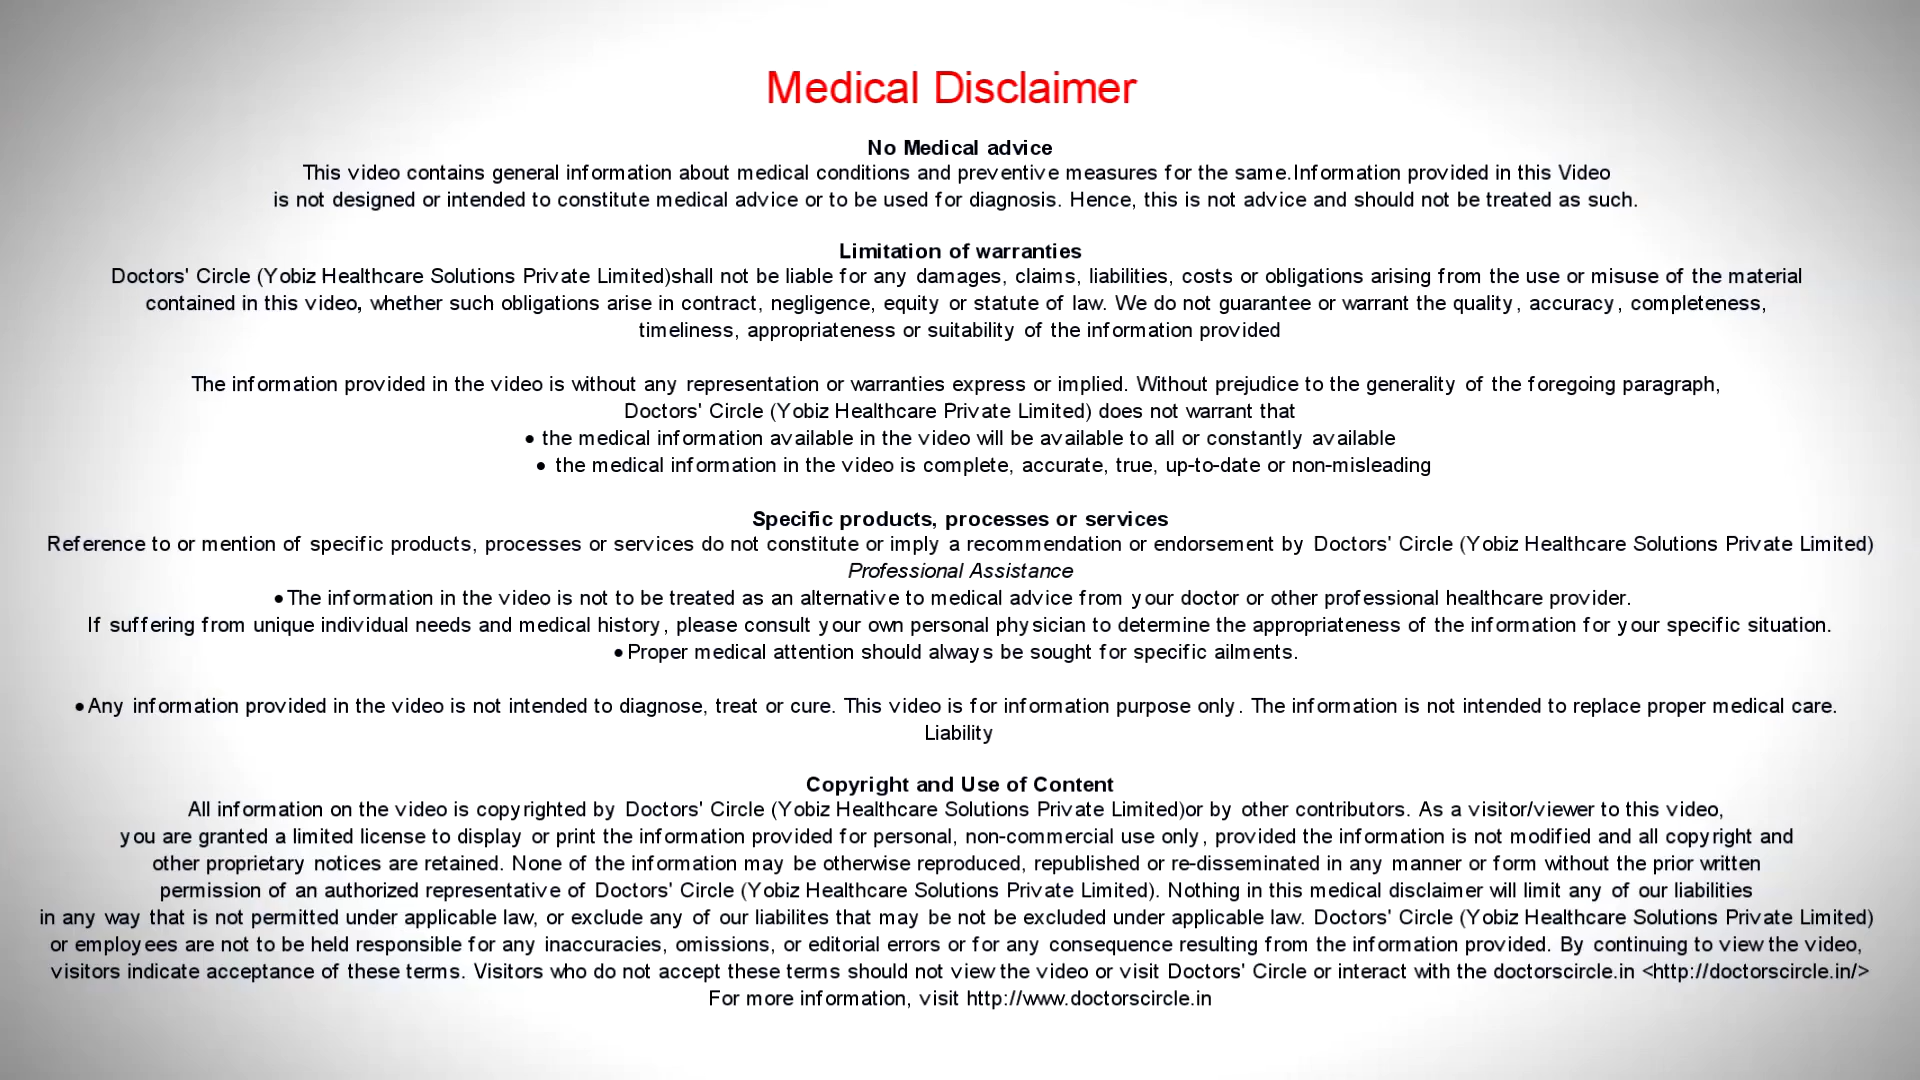 Medical Disclaimer
No Medical advice
This video contains general information about medical conditions and preventive measures for the same.Information provided in this Video
is not designed or intended to constitute medical advice or to be used for diagnosis. Hence, this is not advice and should not be treated as such.
Limitation of warranties
Doctors' Circle (Yobiz Healthcare Solutions Private Limited)shall not be liable for any damages, claims, liabilities, costs or obligations arising from the use or misuse of the material
contained in this video, whether such obligations arise in contract, negligence, equity or statute of law. We do not guarantee or warrant the quality, accuracy, completeness,
timeliness, appropriateness or suitability of the information provided
The information provided in the video is without any representation or warranties express or implied. Without prejudice to the generality of the foregoing paragraph,
Doctors' Circle (Yobiz Healthcare Private Limited) does not warrant that
• the medical information available in the video will be available to all or constantly available
• the medical information in the video is complete, accurate, true, up-to-date or non-misleading
Specific products, processes or services
Reference to or mention of specific products, processes or services do not constitute or imply a recommendation or endorsement by Doctors' Circle (Yobiz Healthcare Solutions Private Limited)
Professional Assistance
•The information in the video is not to be treated as an alternative to medical advice from your doctor or other professional healthcare provider.
If suffering from unique individual needs and medical history, please consult your own personal physician to determine the appropriateness of the information for your specific situation.
•Proper medical attention should always be sought for specific ailments.
•Any information provided in the video is not intended to diagnose, treat or cure. This video is for information purpose only. The information is not intended to replace proper medical care.
Liability
Copyright and Use of Content
All information on the video is copyrighted by Doctors' Circle (Yobiz Healthcare Solutions Private Limited)or by other contributors. As a visitor/viewer to this video,
you are granted a limited license to display or print the information provided for personal, non-commercial use only, provided the information is not modified and all copyright and
other proprietary notices are retained. None of the information may be otherwise reproduced, republished or re-disseminated in any manner or form without the prior written
permission of an authorized representative of Doctors' Circle (Yobiz Healthcare Solutions Private Limited). Nothing in this medical disclaimer will limit any of our liabilities
in any way that is not permitted under applicable law, or exclude any of our liabilites that may be not be excluded under applicable law. Doctors' Circle (Yobiz Healthcare Solutions Private Limited)
or employees are not to be held responsible for any inaccuracies, omissions, or editorial errors or for any consequence resulting from the information provided. By continuing to view the video,
visitors indicate acceptance of these terms. Visitors who do not accept these terms should not view the video or visit Doctors' Circle or interact with the doctorscircle.in <http://doctorscircle.in/>
For more information, visit http://www.doctorscircle.in